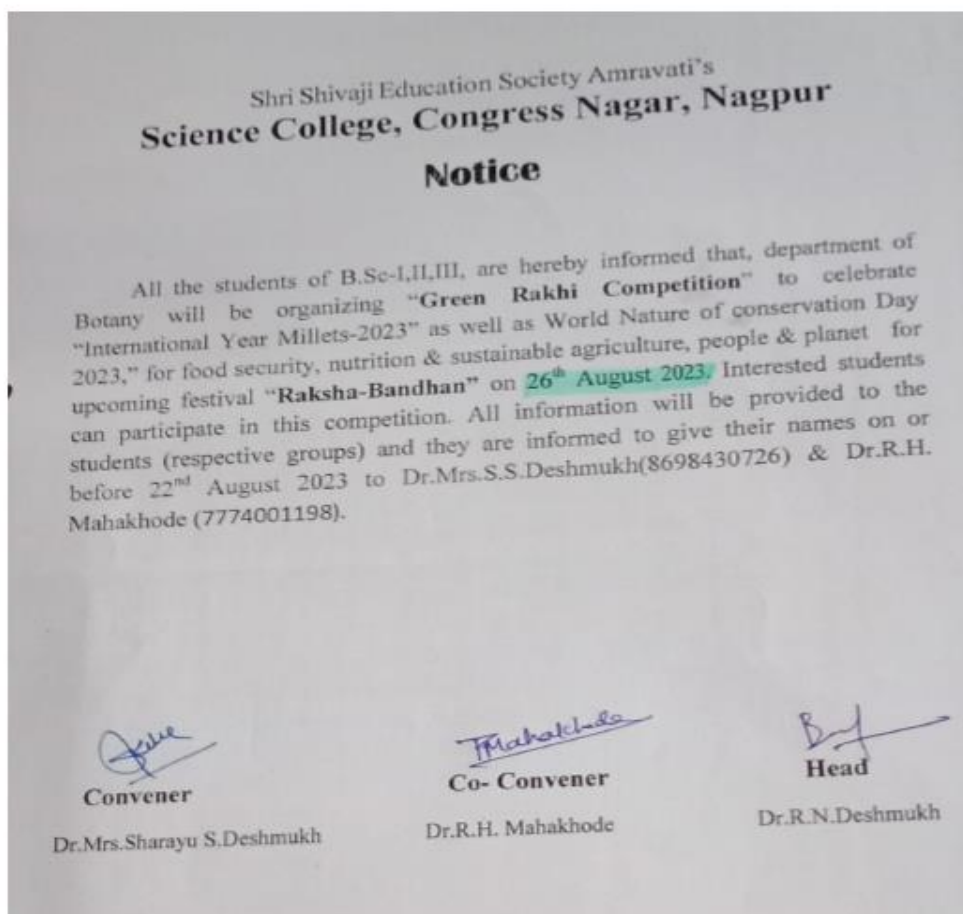 Shri Shivaji Education Society Amravati's
Science College, Congress Nagar, Nagpur
Notice
All the students of B.Sc-I,II,III, are hereby informed that, department of
Botany will be organizing "Green Rakhi Competition" to celebrate
"International Year Millets-2023" as well as World Nature of conservation Day
2023," for food security, nutrition & sustainable agriculture, people & planet for
upcoming festival "Raksha-Bandhan" on 26th August 2023. Interested students
can participate in this competition. All information will be provided to the
students (respective groups) and they are informed to give their names on or
before 22nd August 2023 to Dr.Mrs.S.S.Deshmukh(8698430726) & Dr.R.H.
Mahakhode (7774001198).
Mahakhode
Convener Co- Convener Head
Dr.Mrs.Sharayu S.Deshmukh Dr.R.H. Mahakhode Dr.R.N.Deshmukh